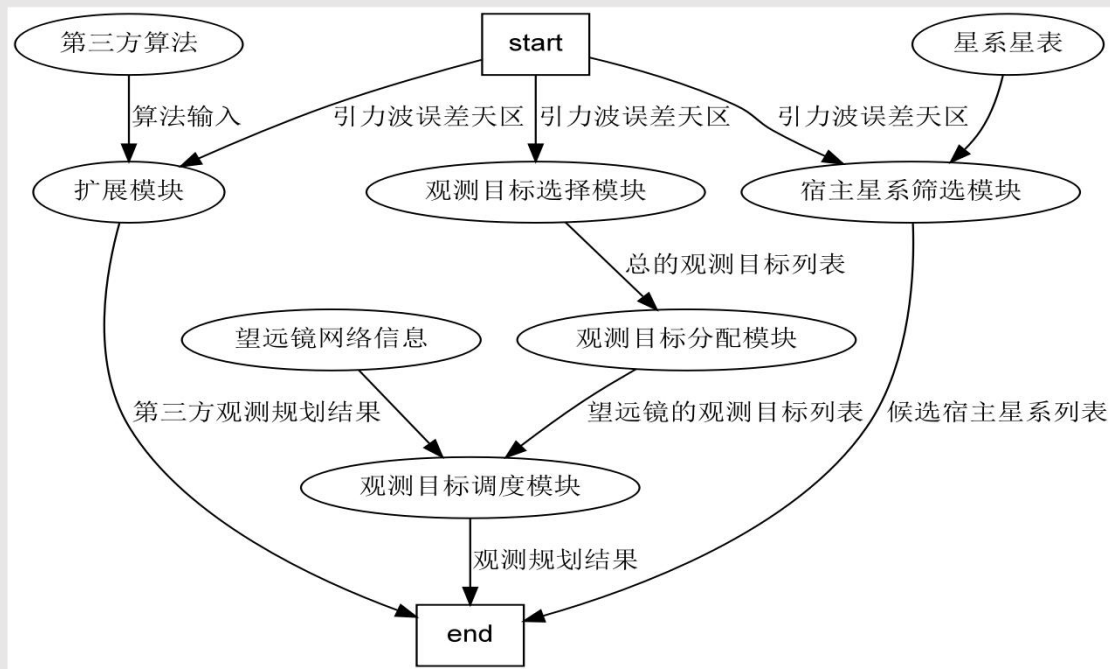 第三方算法
start
星系星表
算法输入
引力波误差天区
引力波误差天区
引力波误差天区
扩展模块
观测目标选择模块
宿主星系筛选模块
总的观测目标列表
望远镜网络信息
观测目标分配模块
第三方观测规划结果
望远镜的观测目标列表
候选宿主星系列表
观测目标调度模块
观测规划结果
end